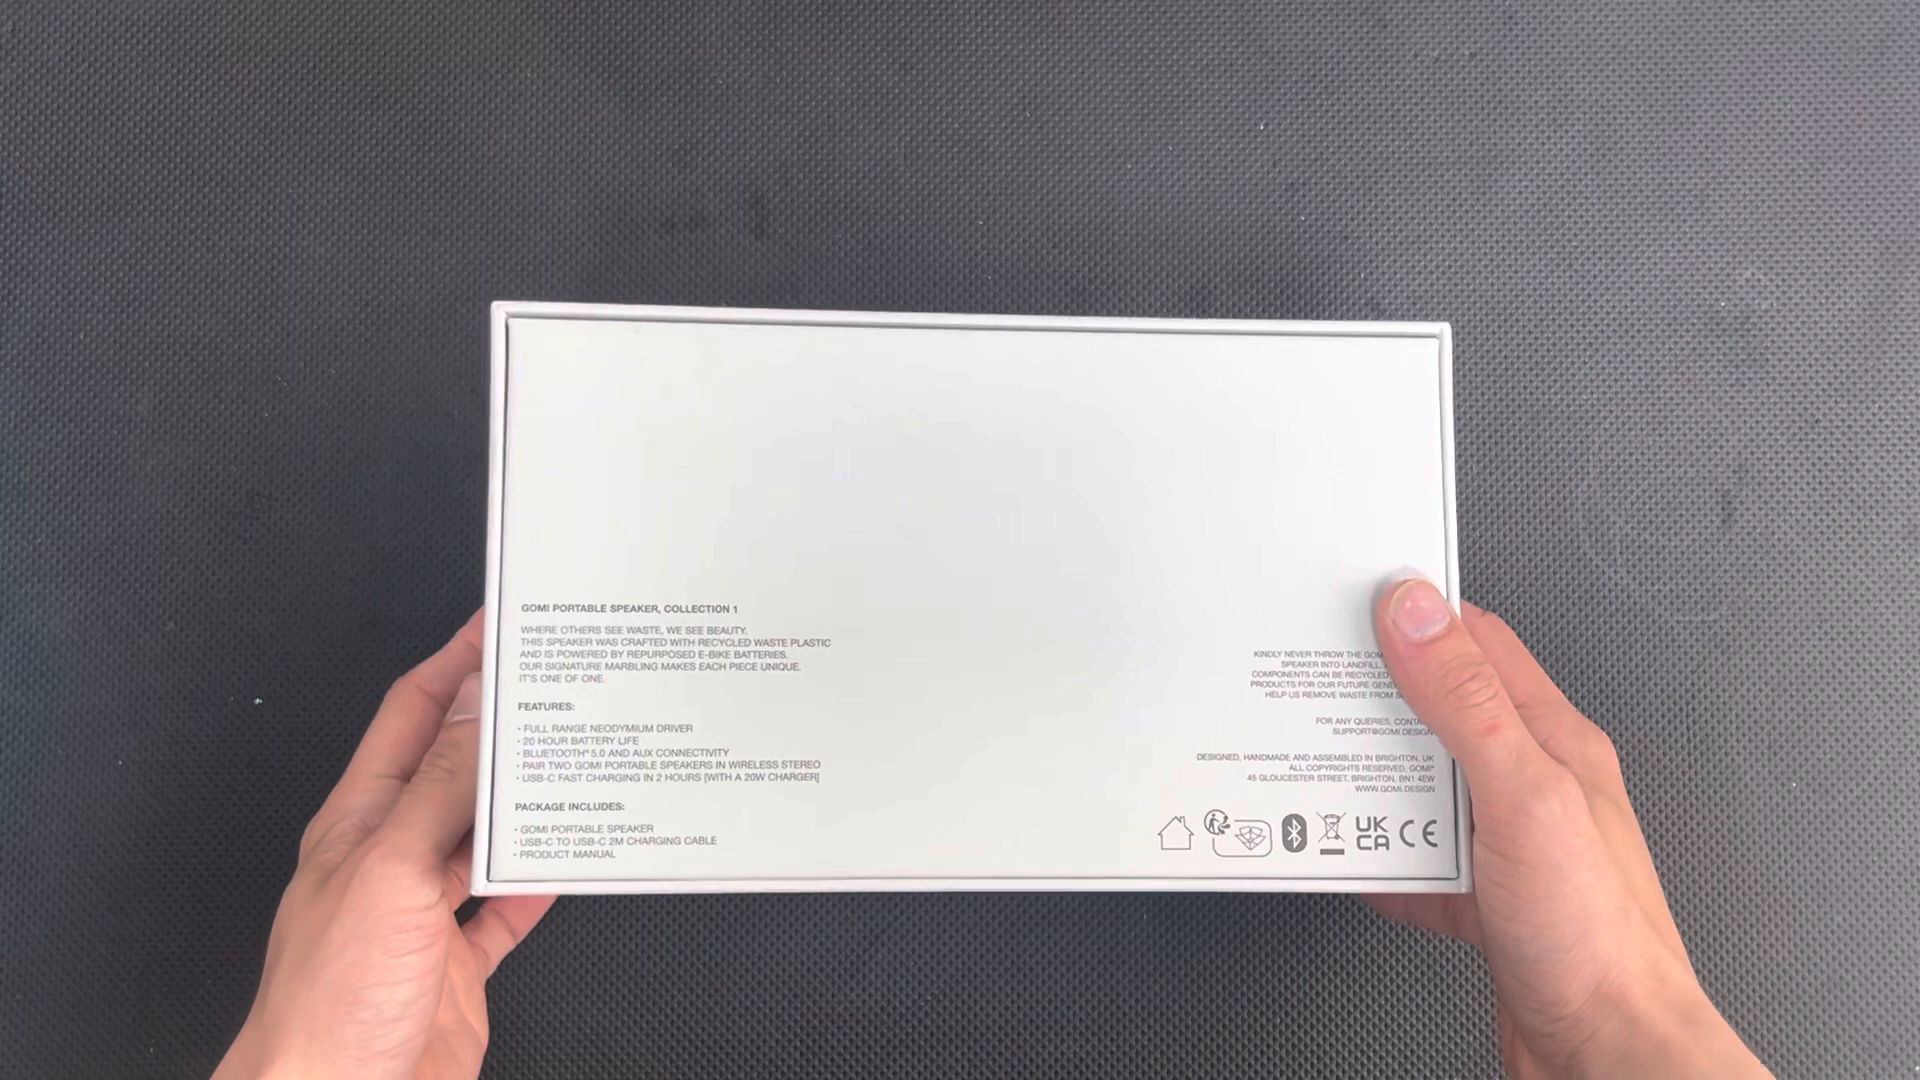 GOMI PORTABLE SPEAKER, COLLECTION 1
WHERE OTHERS SEE WASTE, WE SEE BEAUTY.
THIS SPEAKER WAS CRAFTED WITH RECYCLED WASTE PLASTIC
AND IS POWERED BY REPURPOSED E-BIKE BATTERIES.
OUR SIGNATURE MARBLING MAKES EACH PIECE UNIQUE.
IT'S ONE OF ONE.
FEATURES:
• FULL RANGE NEODYMIUM DRIVER
• 20 HOUR BATTERY LIFE
• BLUETOOTH® 5.0 AND AUX CONNECTIVITY
• PAIR TWO GOMI PORTABLE SPEAKERS IN WIRELESS STEREO
• USB-C FAST CHARGING IN 2 HOURS [WITH A 20W CHARGER]
PACKAGE INCLUDES:
• GOMI PORTABLE SPEAKER
• USB-C TO USB-C 2M CHARGING CABLE
• PRODUCT MANUAL
KINDLY NEVER THROW THE
SPEAKER INTO LANDFILL.
COMPONENTS CAN BE RECYCLED
PRODUCTS FOR OUR FUTURE
HELP US REMOVE WASTE FROM
FOR ANY QUERIES,
SUPPORT@GOMI.DESIGN
DESIGNED, HANDMADE AND ASSEMBLED IN BRIGHTON, UK
ALL COPYRIGHTS RESERVED, GOMI®
45 GLOUCESTER STREET, BRIGHTON, BN1 4EW
WWW.GOMI.DESIGN
UK
CA CE